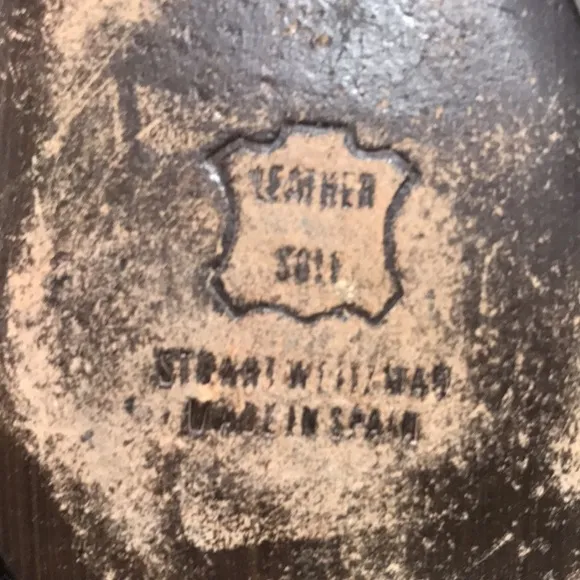 LEATHER
SOLE
STUART WEITZMAN
MADE IN SPAIN